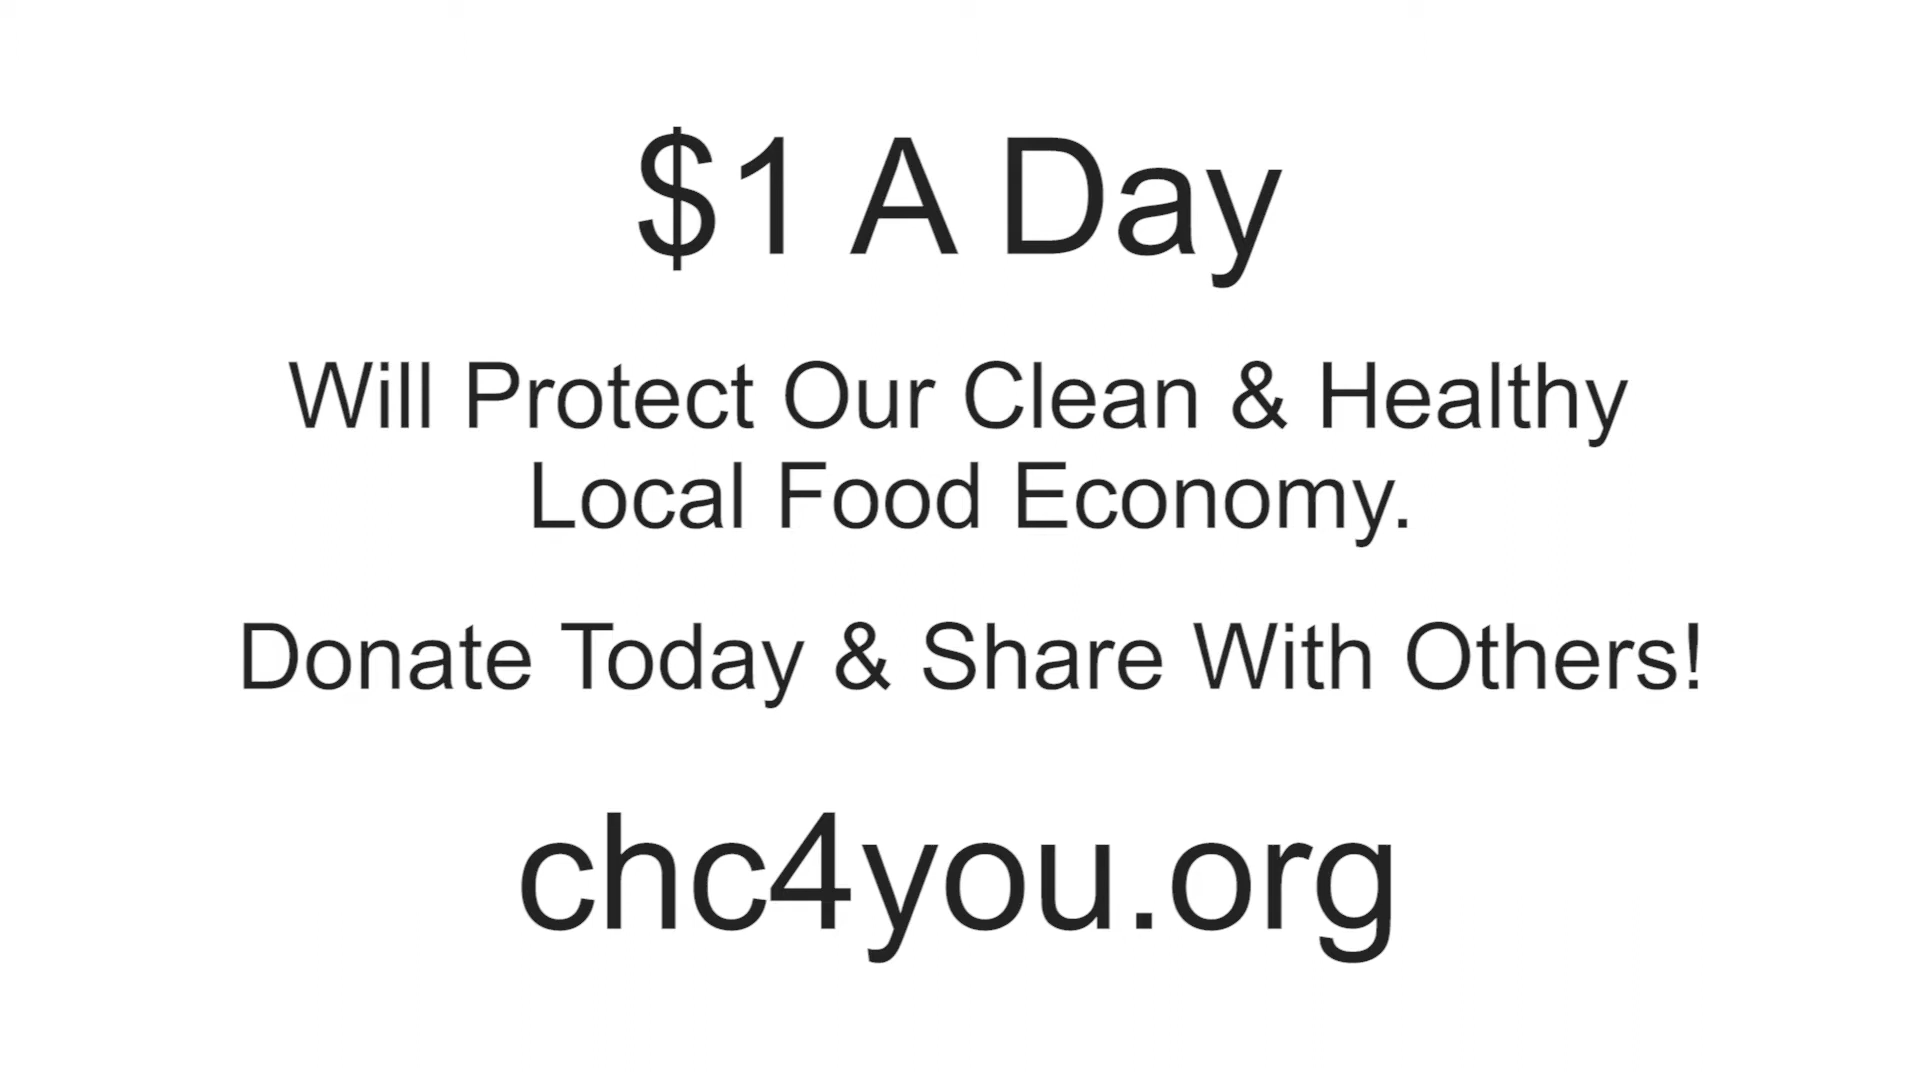 $1 A Day
Will Protect Our Clean & Healthy
Local Food Economy.
Donate Today & Share With Others!
chc4you.org